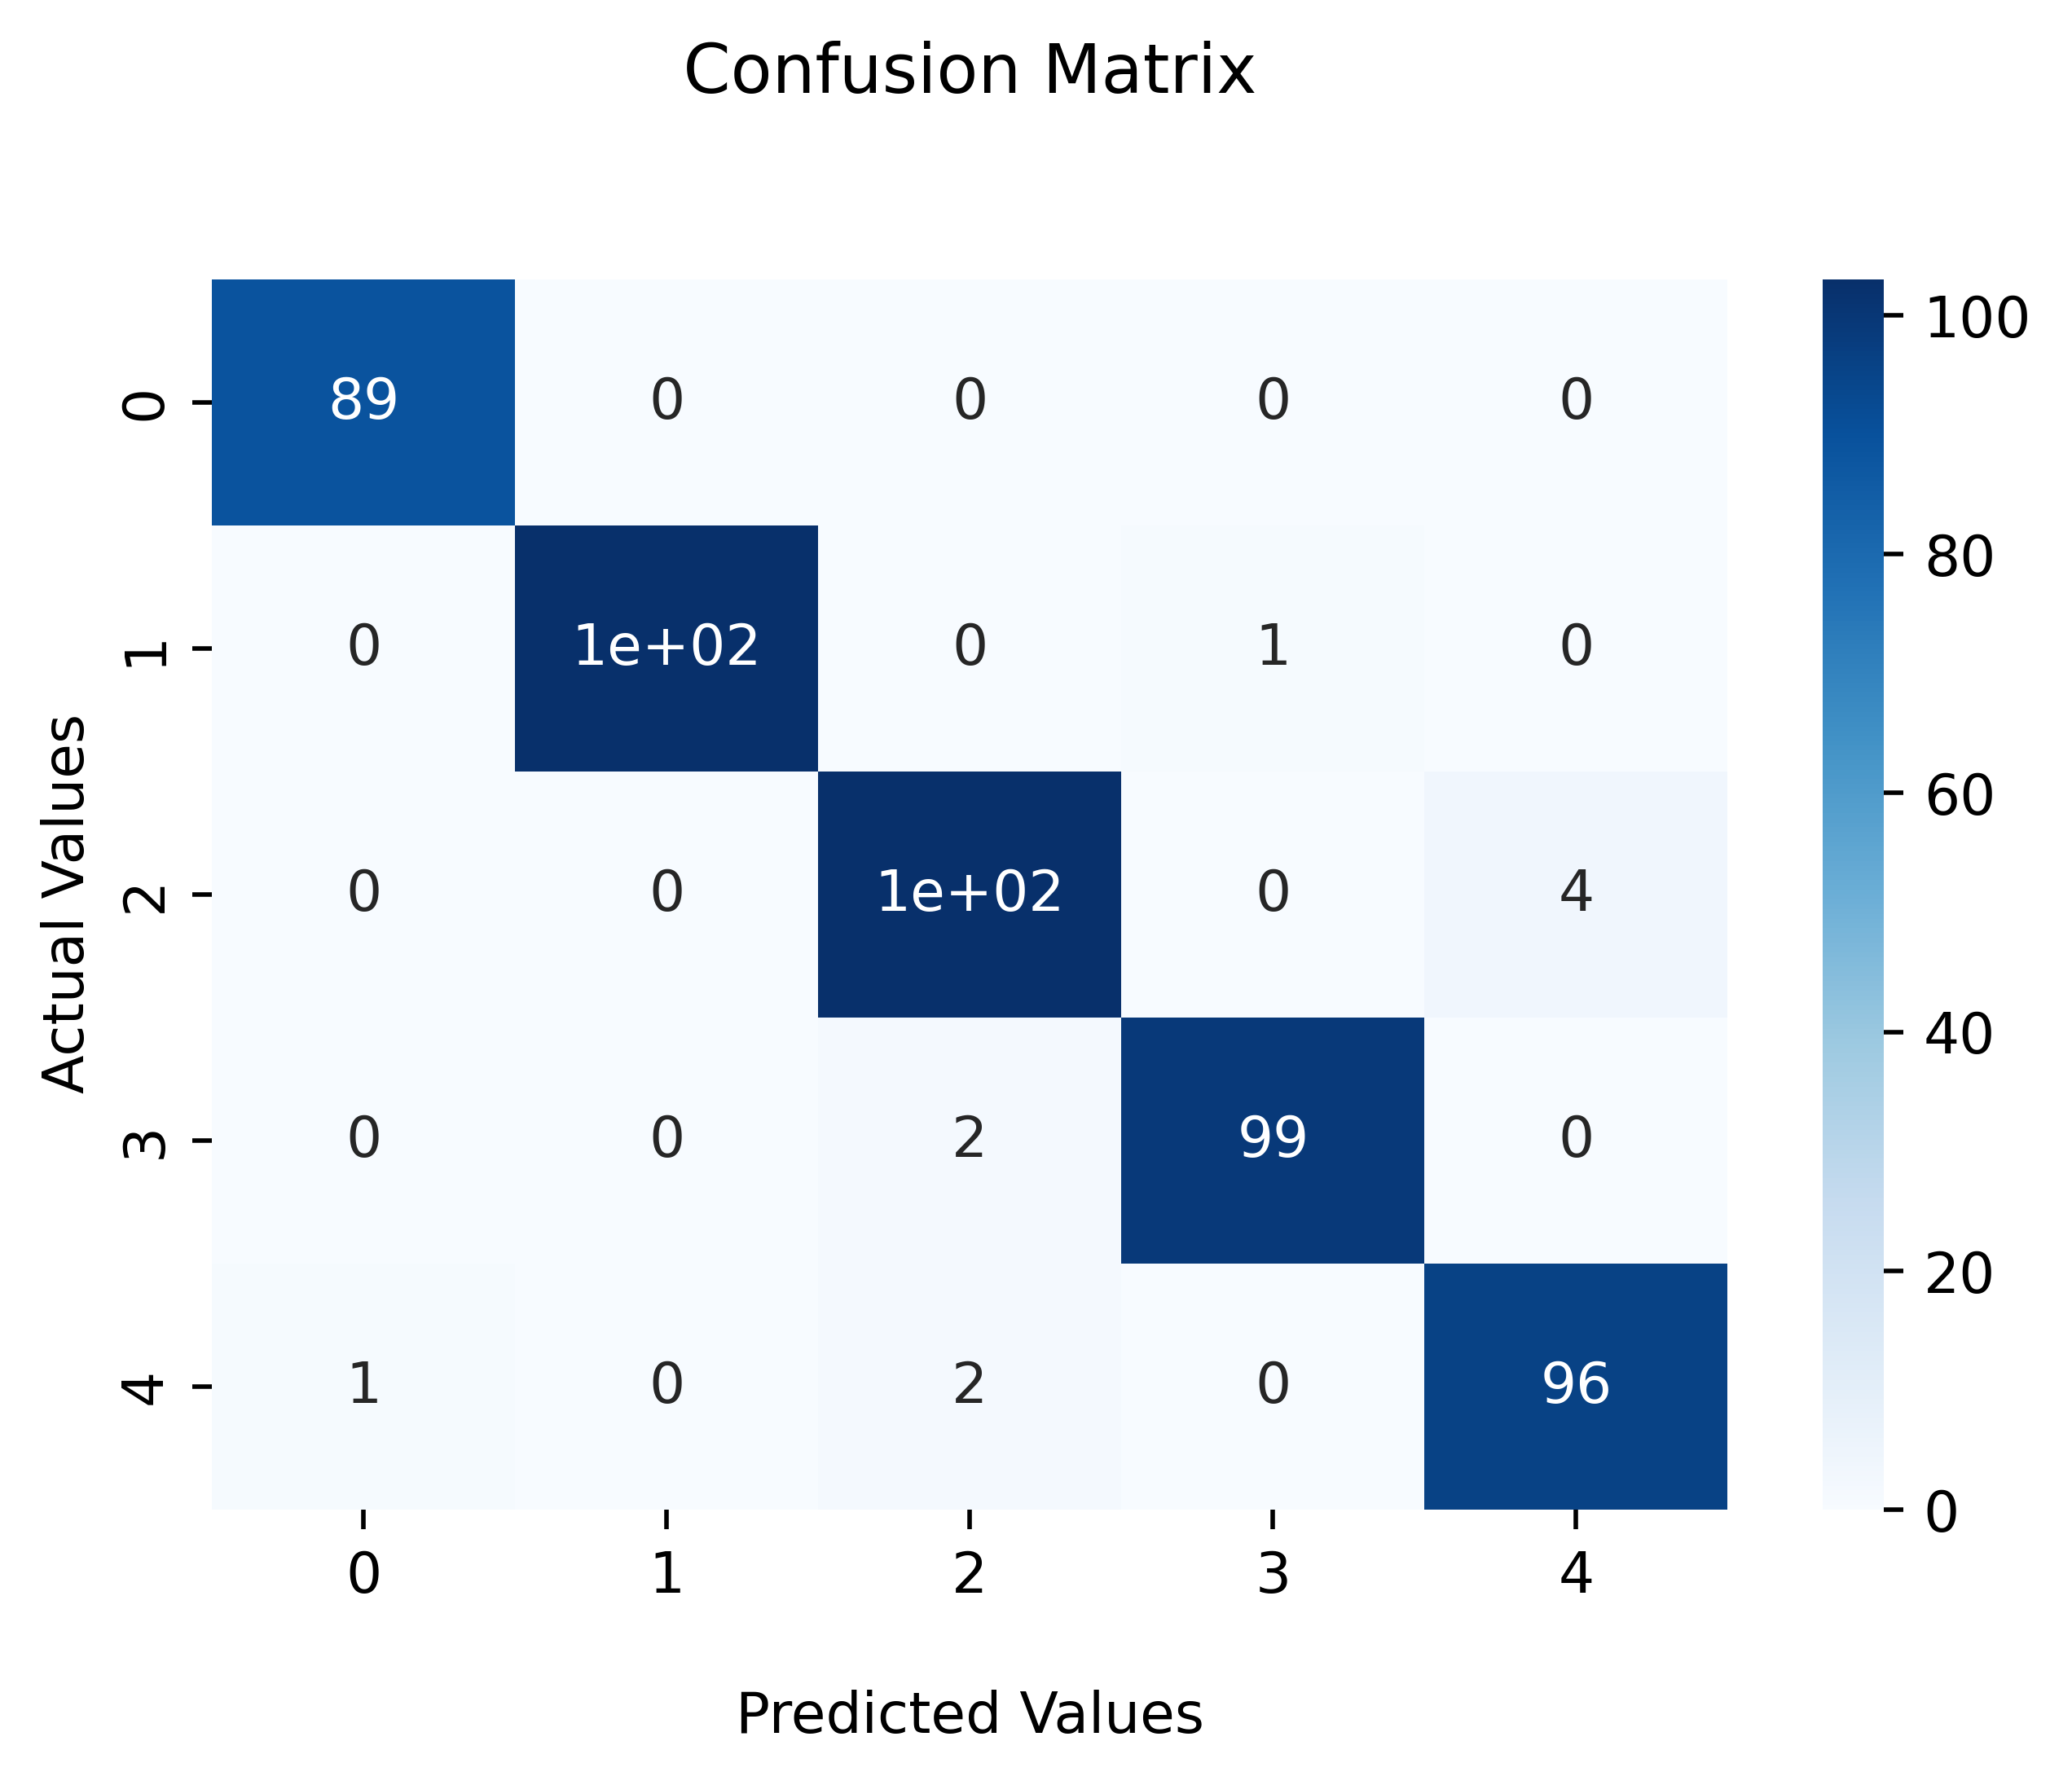 Confusion Matrix
0 89 0 0 0 0
1 0 1e+02 0 1 0
2 0 0 1e+02 0 4
3 0 0 2 99 0
4 1 0 2 0 96
0 1 2 3 4
Actual Values
Predicted Values
100
80
60
40
20
0